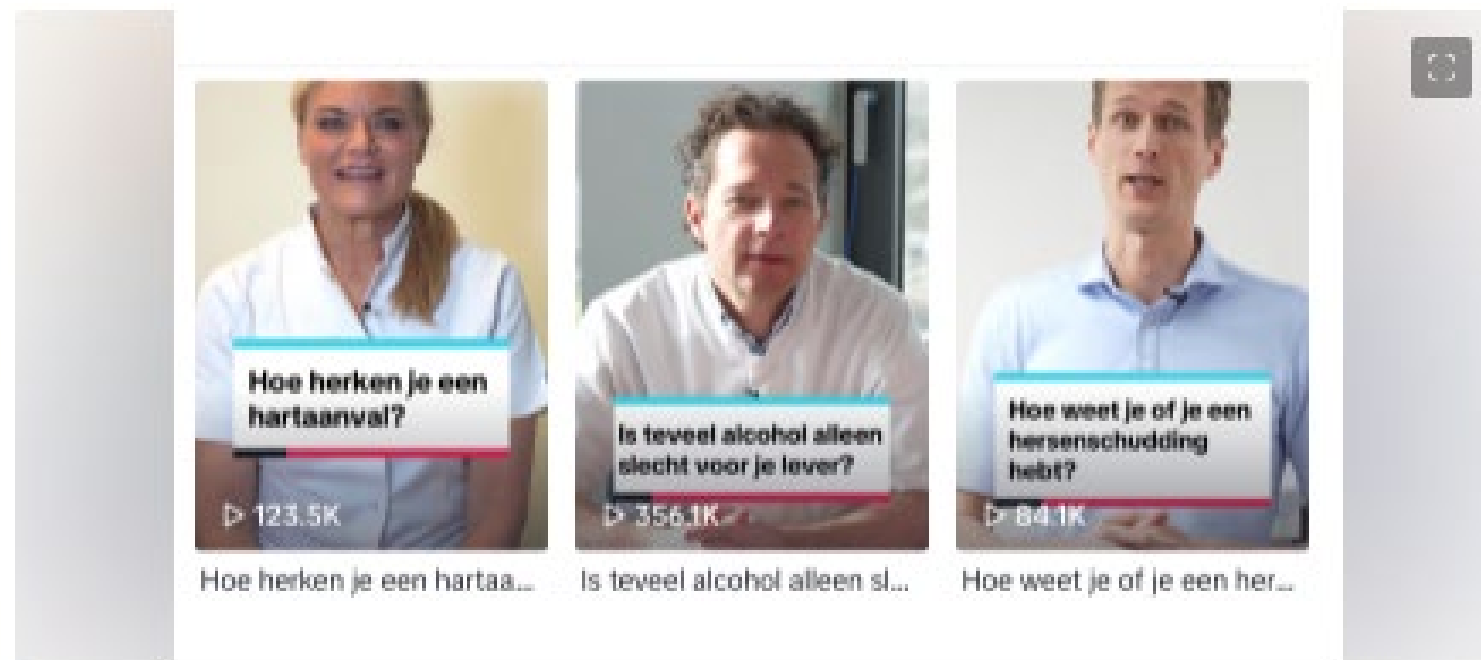 Hoe herken je een
hartaanval?
Is teveel alcohol alleen
slecht voor je lever?
Hoe weet je of je een
hersenschudding
hebt?
123.5K
356.1K
84.1K
Hoe herken je een hartaa...
Is teveel alcohol alleen sl...
Hoe weet je of je een her...